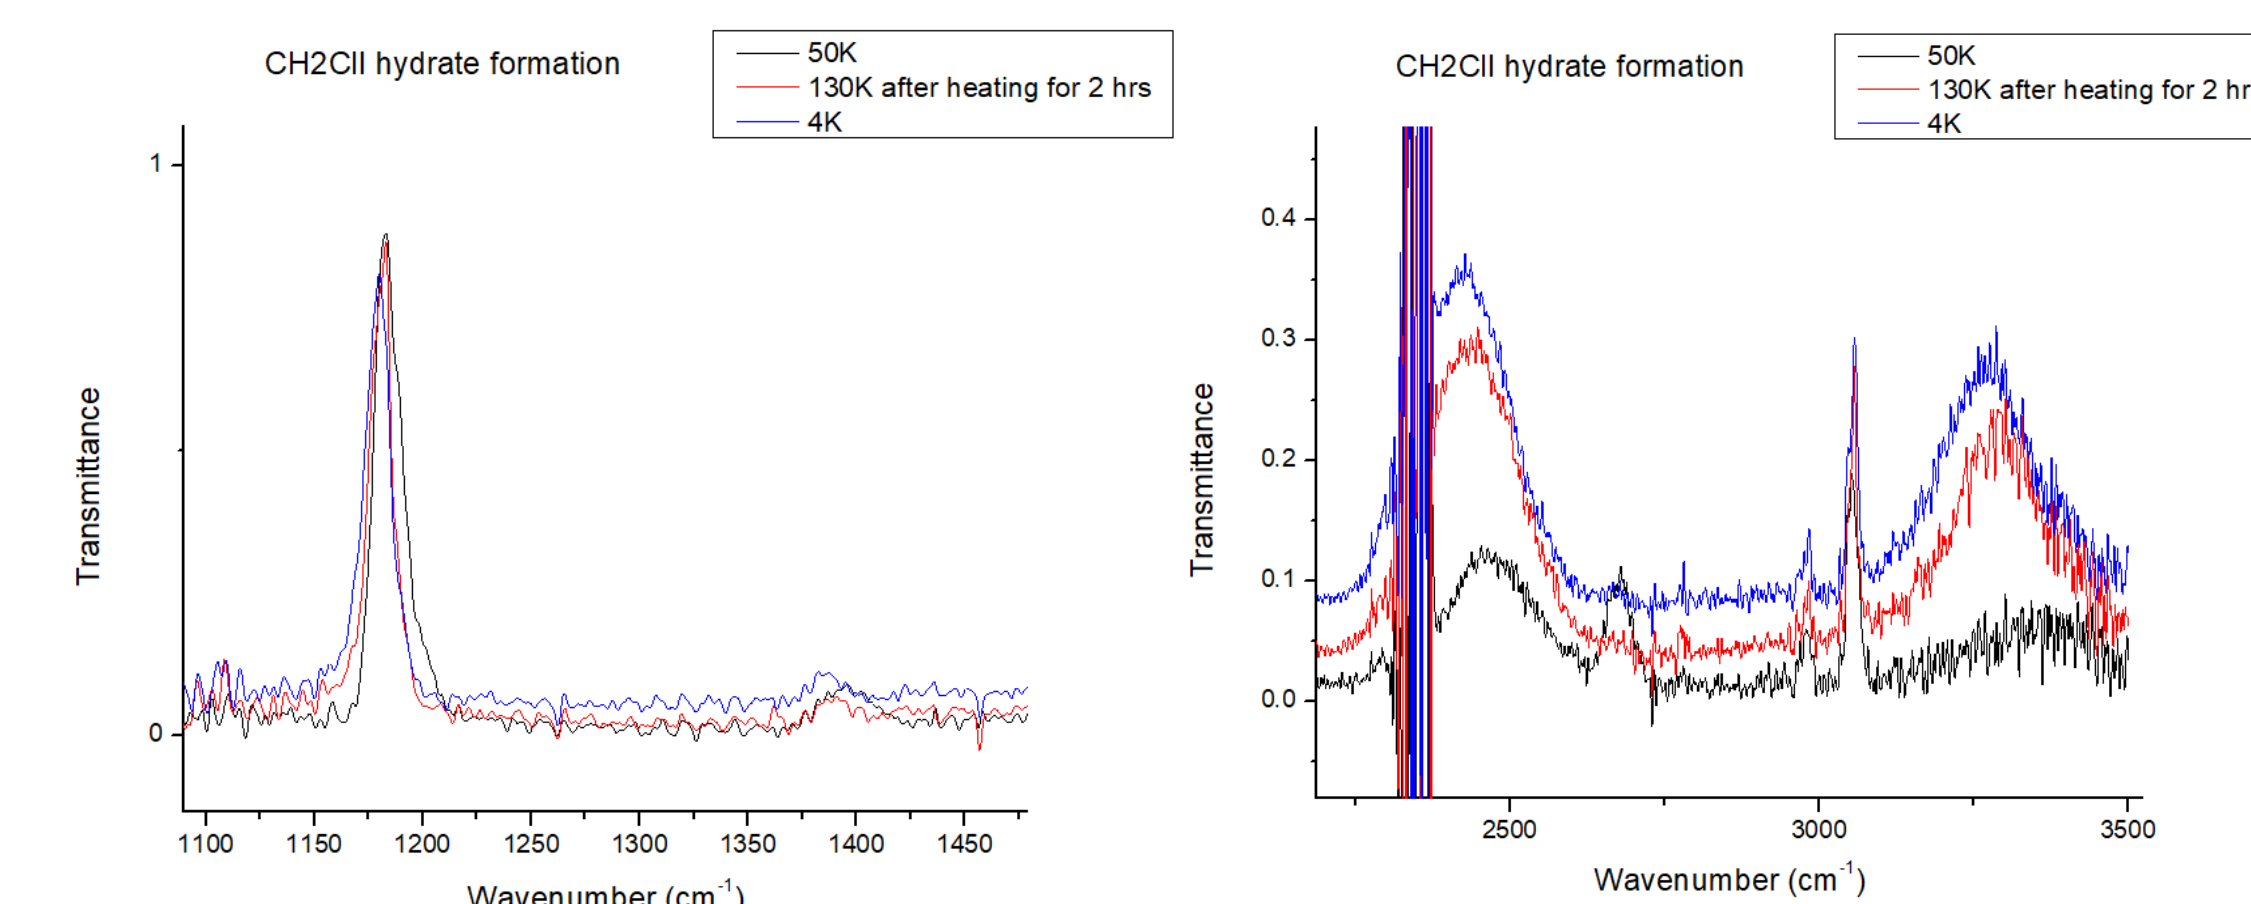 CH2ClI hydrate formation
50K
130K after heating for 2 hrs
4K
1
0
Transmittance
1100 1150 1200 1250 1300 1350 1400 1450
Wavenumber (cm-1)
CH2ClI hydrate formation
50K
130K after heating for 2 hr
4K
0.4
0.3
0.2
0.1
0.0
Transmittance
2500 3000 3500
Wavenumber (cm-1)